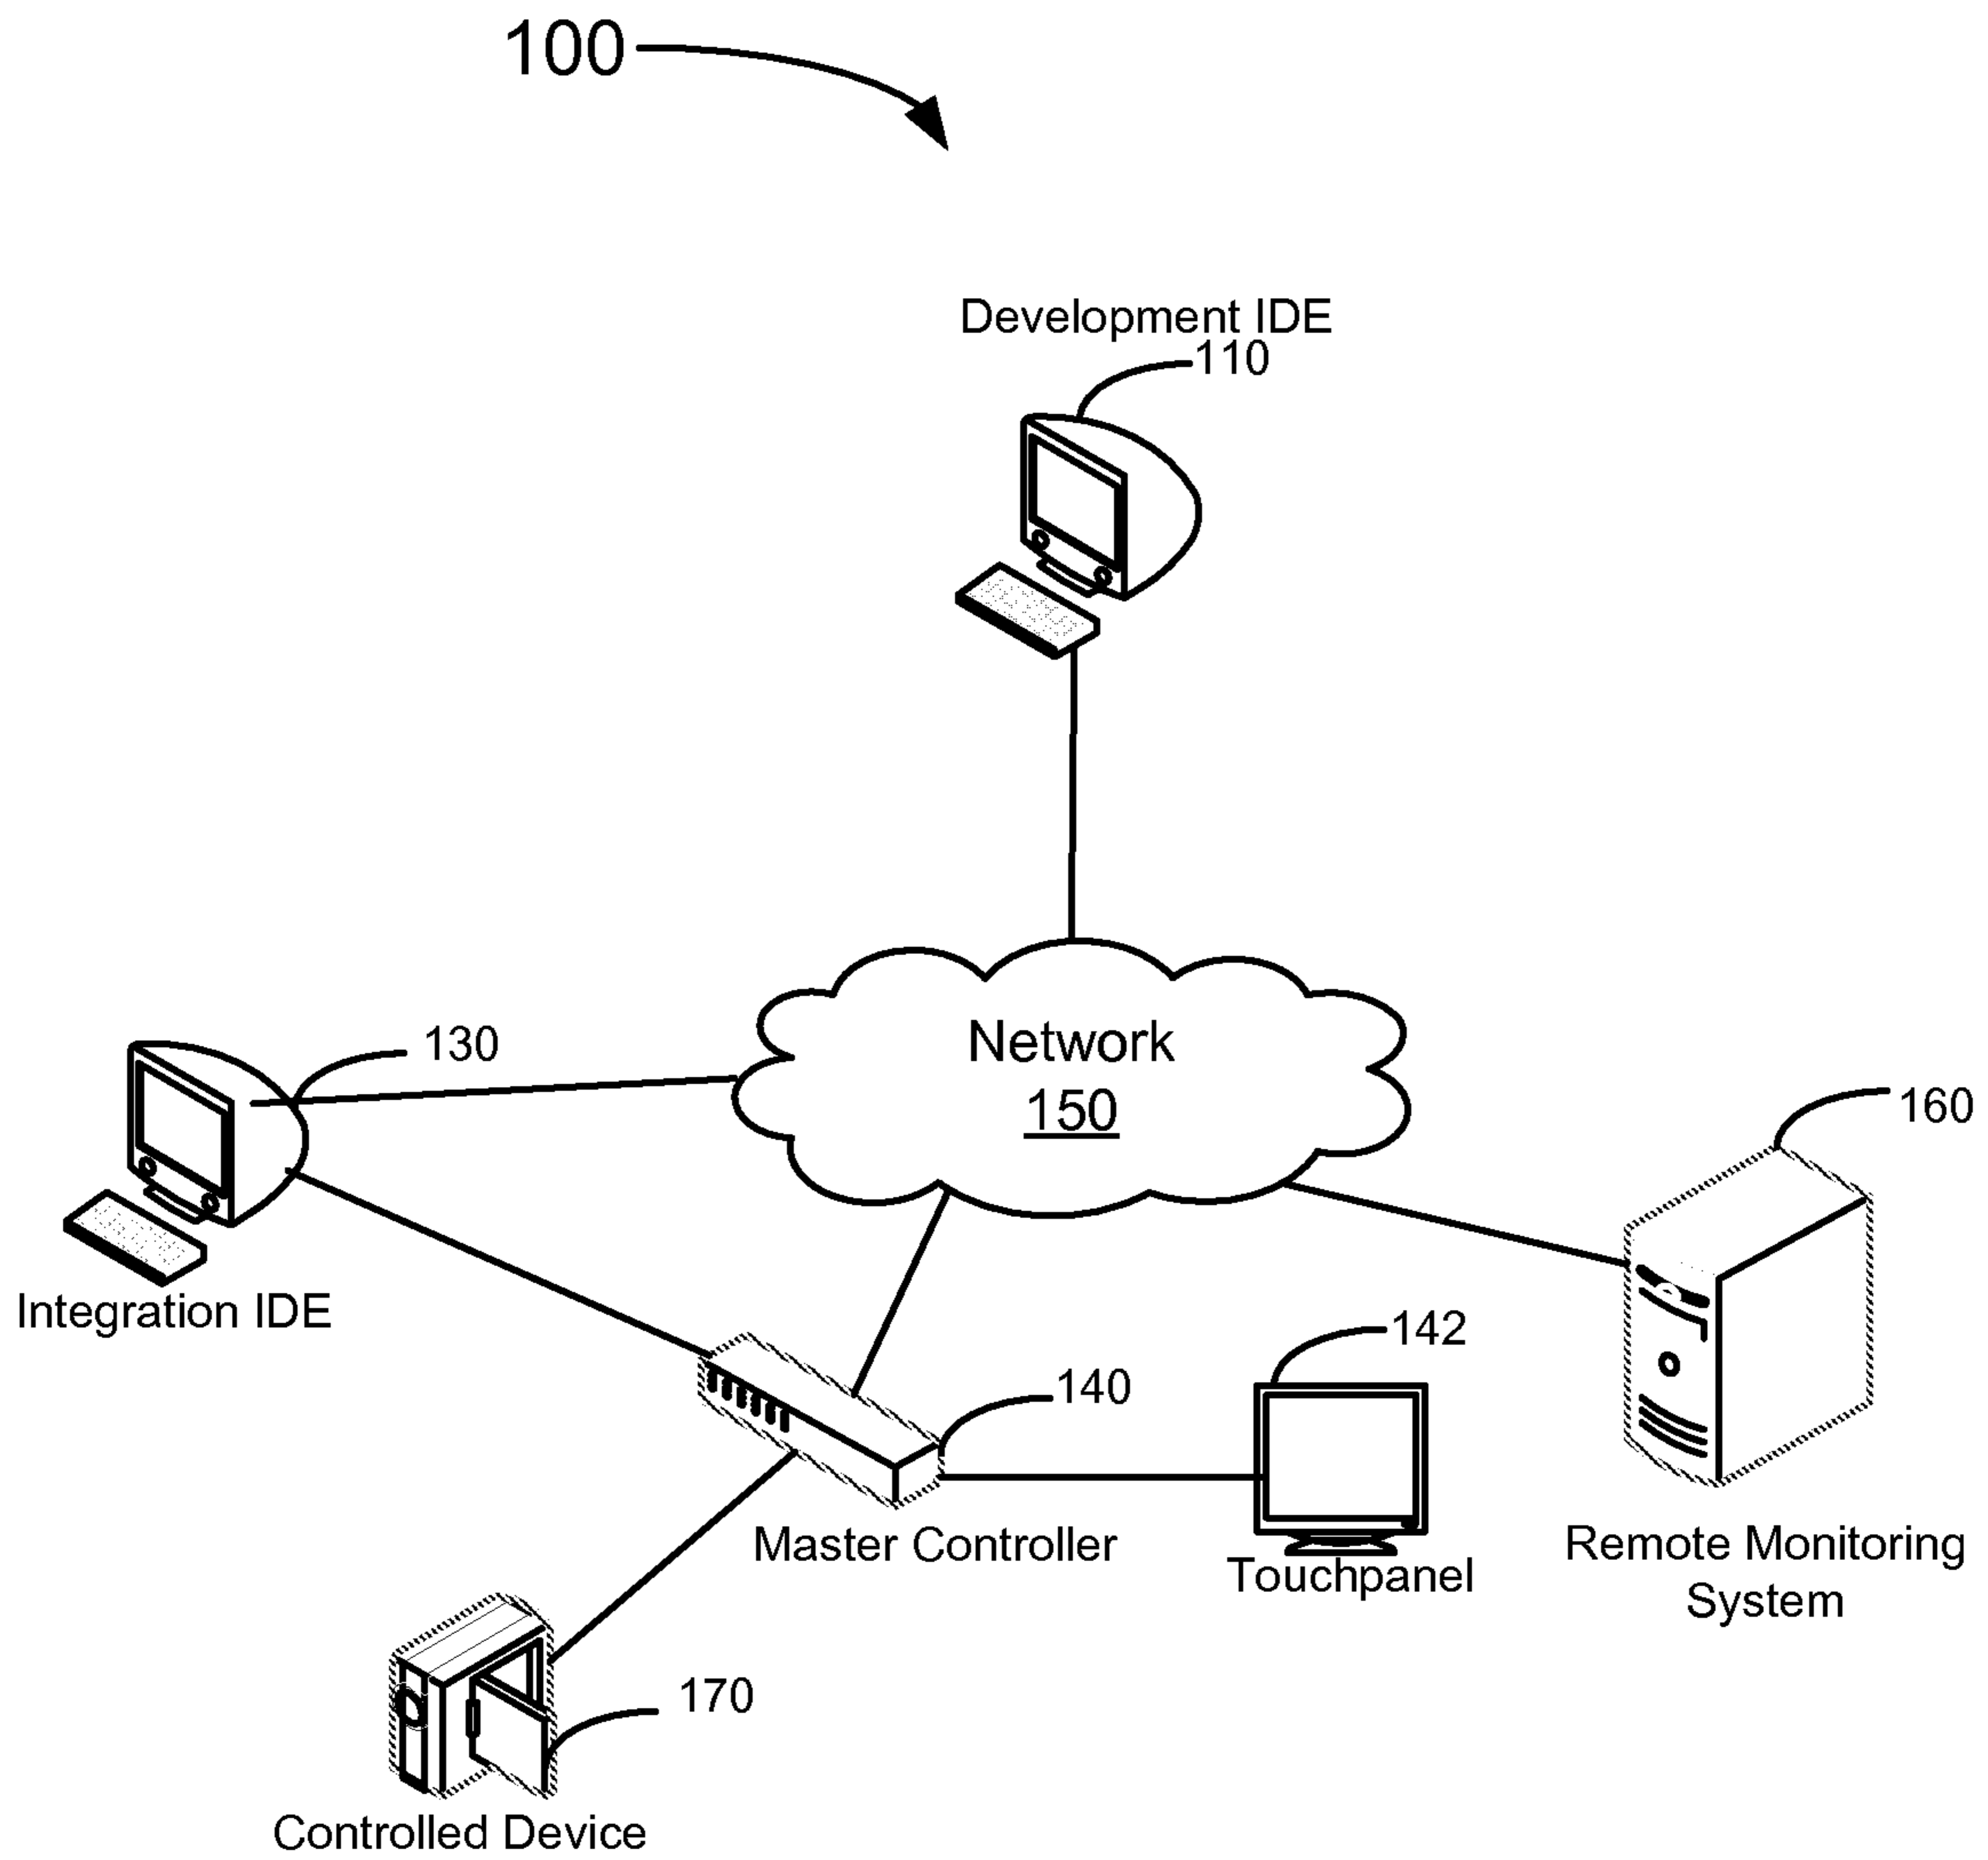 100
Development IDE
110
Network
150
130
Integration IDE
160
142
140
Master Controller
Touchpanel
Remote Monitoring
System
170
Controlled Device